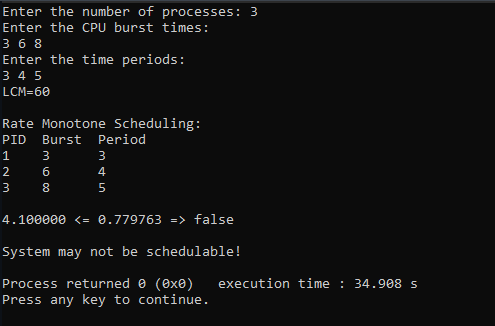 Enter the number of processes: 3
Enter the CPU burst times:
3 6 8
Enter the time periods:
3 4 5
LCM=60
Rate Monotone Scheduling:
PID  Burst  Period
1    3      3
2    6      4
3    8      5
4.100000 <= 0.779763 => false
System may not be schedulable!
Process returned 0 (0x0)   execution time : 34.908 s
Press any key to continue.